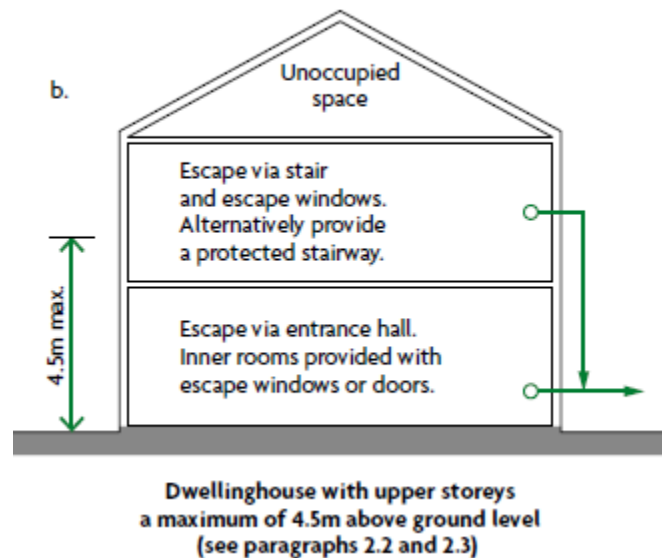 b.
Unoccupied
space
Escape via stair
and escape windows.
Alternatively provide
a protected stairway.
4.5m max.
Escape via entrance hall.
Inner rooms provided with
escape windows or doors.
Dwellinghouse with upper storeys
a maximum of 4.5m above ground level
(see paragraphs 2.2 and 2.3)